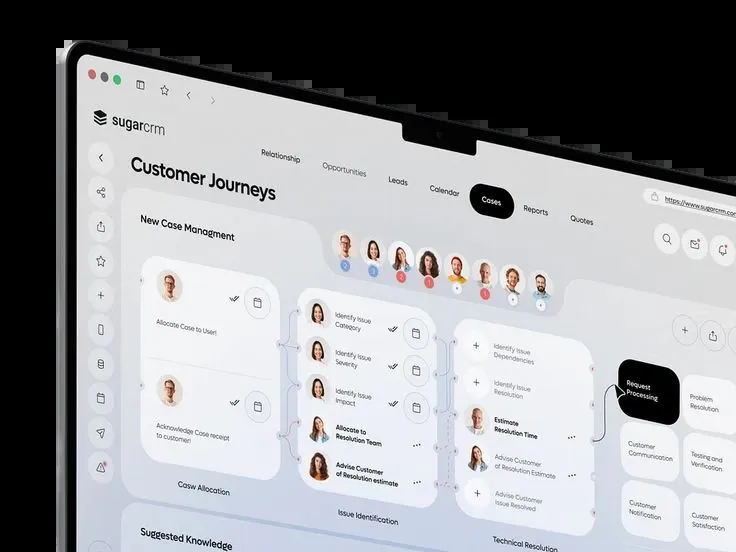 sugarcrm
Relationship
Opportunities
Leads
Calendar
Cases
Reports
Quotes
https://www.sugarcrm.com
Customer Journeys
New Case Managment
Allocate Case to User!
Acknowledge Case receipt
to customer!
Casw Allocation
Identify Issue
Category
Identify Issue
Severity
Identify Issue
Impact
Allocate to
Resolution Team
Advise Customer
of Resolution estimate
Issue Identification
Identify Issue
Dependencies
Identify Issue
Resolution
Estimate
Resolution Time
Advise Customer
of Resolution Estimate
Advise Customer
Issue Resolved
Technical Resolution
Request
Processing
Problem
Resolution
Customer
Communication
Testing and
Verification
Customer
Notification
Customer
Satisfaction
Suggested Knowledge